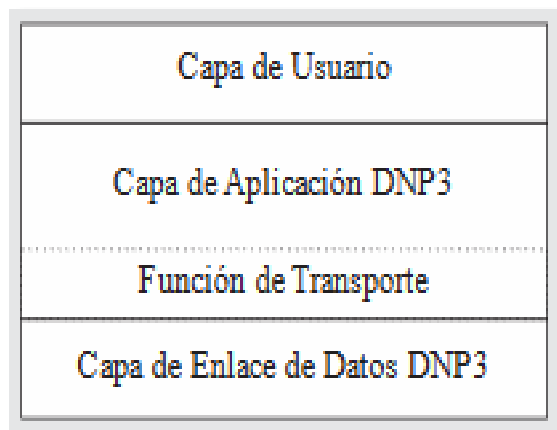 Capa de Usuario
Capa de Aplicación DNP3
Función de Transporte
Capa de Enlace de Datos DNP3